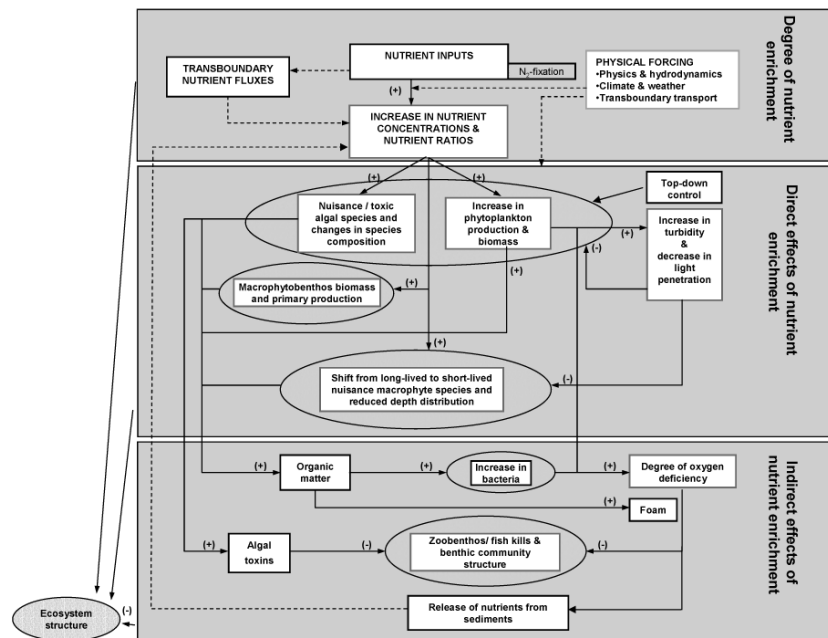 Degree of nutrient
enrichment
NUTRIENT INPUTS
N2-fixation
TRANSBOUNDARY
NUTRIENT FLUXES
PHYSICAL FORCING
•Physics & hydrodynamics
•Climate & weather
•Transboundary transport
(+)
INCREASE IN NUTRIENT
CONCENTRATIONS &
NUTRIENT RATIOS
Direct effects of nutrient
enrichment
(+)
(+)
Top-down
control
Nuisance / toxic
algal species and
changes in species
composition
Increase in
phytoplankton
production &
biomass
(+)
Increase in
turbidity
&
decrease in
light
penetration
(-)
(+)
Macrophytobenthos biomass
and primary production
(+)
(+)
Shift from long-lived to short-lived
nuisance macrophyte species and
reduced depth distribution
(-)
Indirect effects of
nutrient enrichment
(+)
Organic
matter
(+)
Increase in
bacteria
(+)
Degree of oxygen
deficiency
(+)
Foam
(+)
Algal
toxins
(-)
Zoobenthos/ fish kills &
benthic community
structure
(-)
Release of nutrients from
sediments
(+)
Ecosystem
structure
(-)